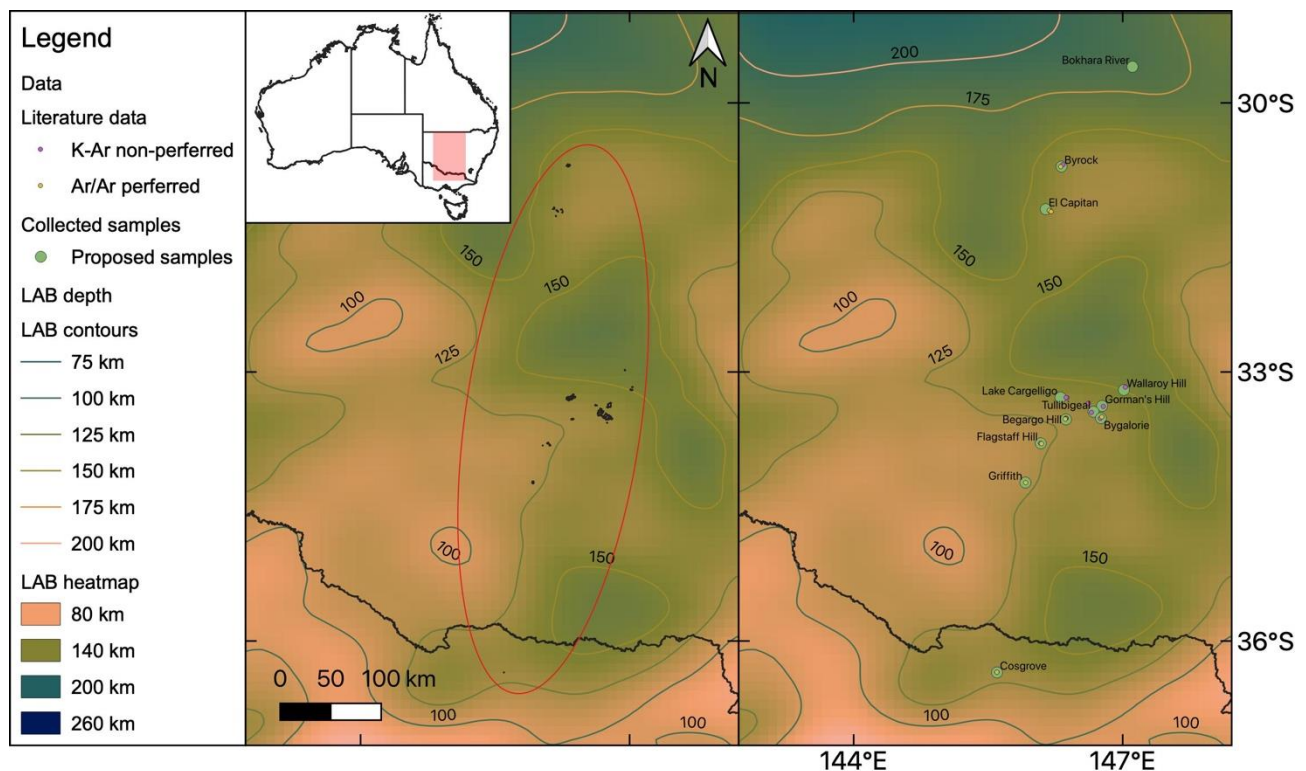 Legend
Data
Literature data
K-Ar non-perferred
Ar/Ar perferred
Collected samples
Proposed samples
LAB depth
LAB contours
75 km
100 km
125 km
150 km
175 km
200 km
LAB heatmap
80 km
140 km
200 km
260 km
N
150
150
100
125
100
150
100
100
0 50 100 km
200
175
Bokhara River
Byrock
El Capitan
150
150
100
125
Wallaroy Hill
Lake Cargelligo
Gorman's Hill
Tullibigeal
Begargo Hill
Bygalorie
Flagstaff Hill
Griffith
100
150
Cosgrove
100
100
30°S
33°S
36°S
144°E
147°E